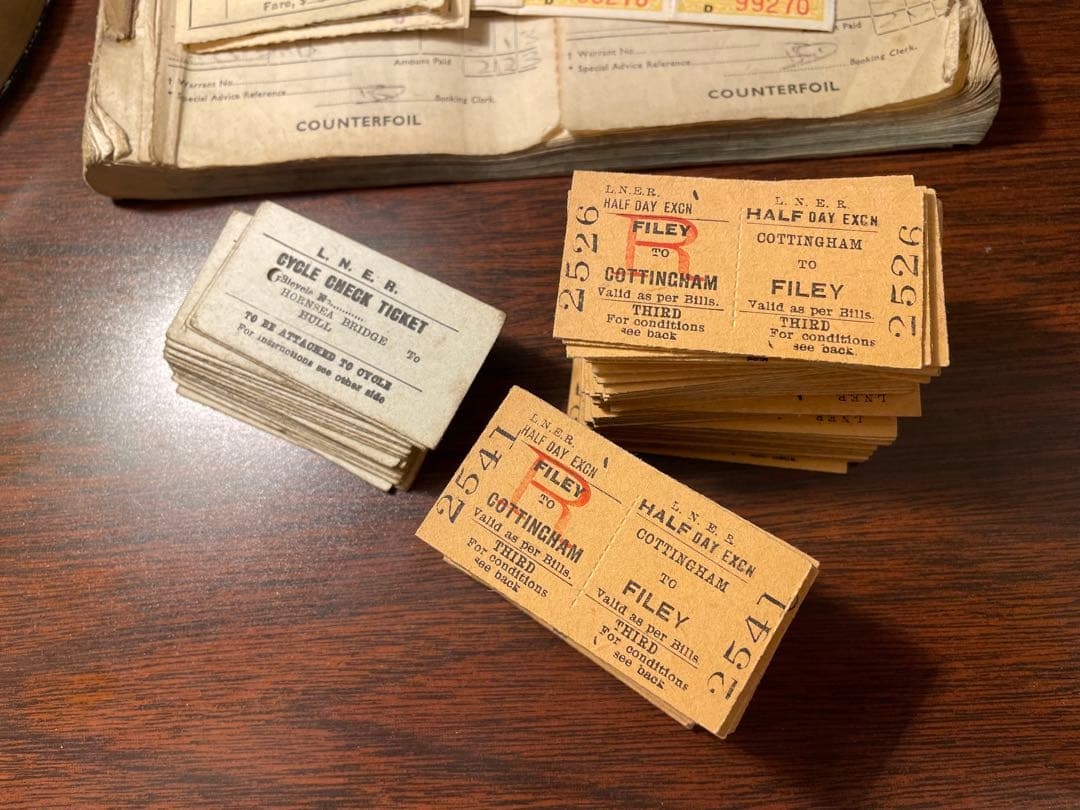 Fare, $
D 99270
D 99270
† Warrant No.
Amount Paid
* Special Advice Reference
Booking Clerk.
COUNTERFOIL
† Warrant No.
Paid
* Special Advice Reference
Booking Clerk.
COUNTERFOIL
L. N. E. R.
CYCLE CHECK TICKET
Bicycle No..........
HORNSEA BRIDGE To
HULL
TO BE ATTACHED TO CYCLE
For instructions see other side
2526
L.N.E.R.
HALF DAY EXCN
R
FILEY
TO
COTTINGHAM
Valid as per Bills.
THIRD
For conditions
see back
L. N. E. R.
HALF DAY EXCN
COTTINGHAM
TO
FILEY
Valid as per Bills.
THIRD
For conditions
see back.
2526
L.N.E.R
L.N.E.R
2541
L.N.E.R.
HALF DAY EXCN
R
FILEY
TO
COTTINGHAM
Valid as per Bills.
THIRD
For conditions
see back
L. N. E. R.
HALF DAY EXCN
COTTINGHAM
TO
FILEY
Valid as per Bills.
THIRD
For conditions
see back
2541